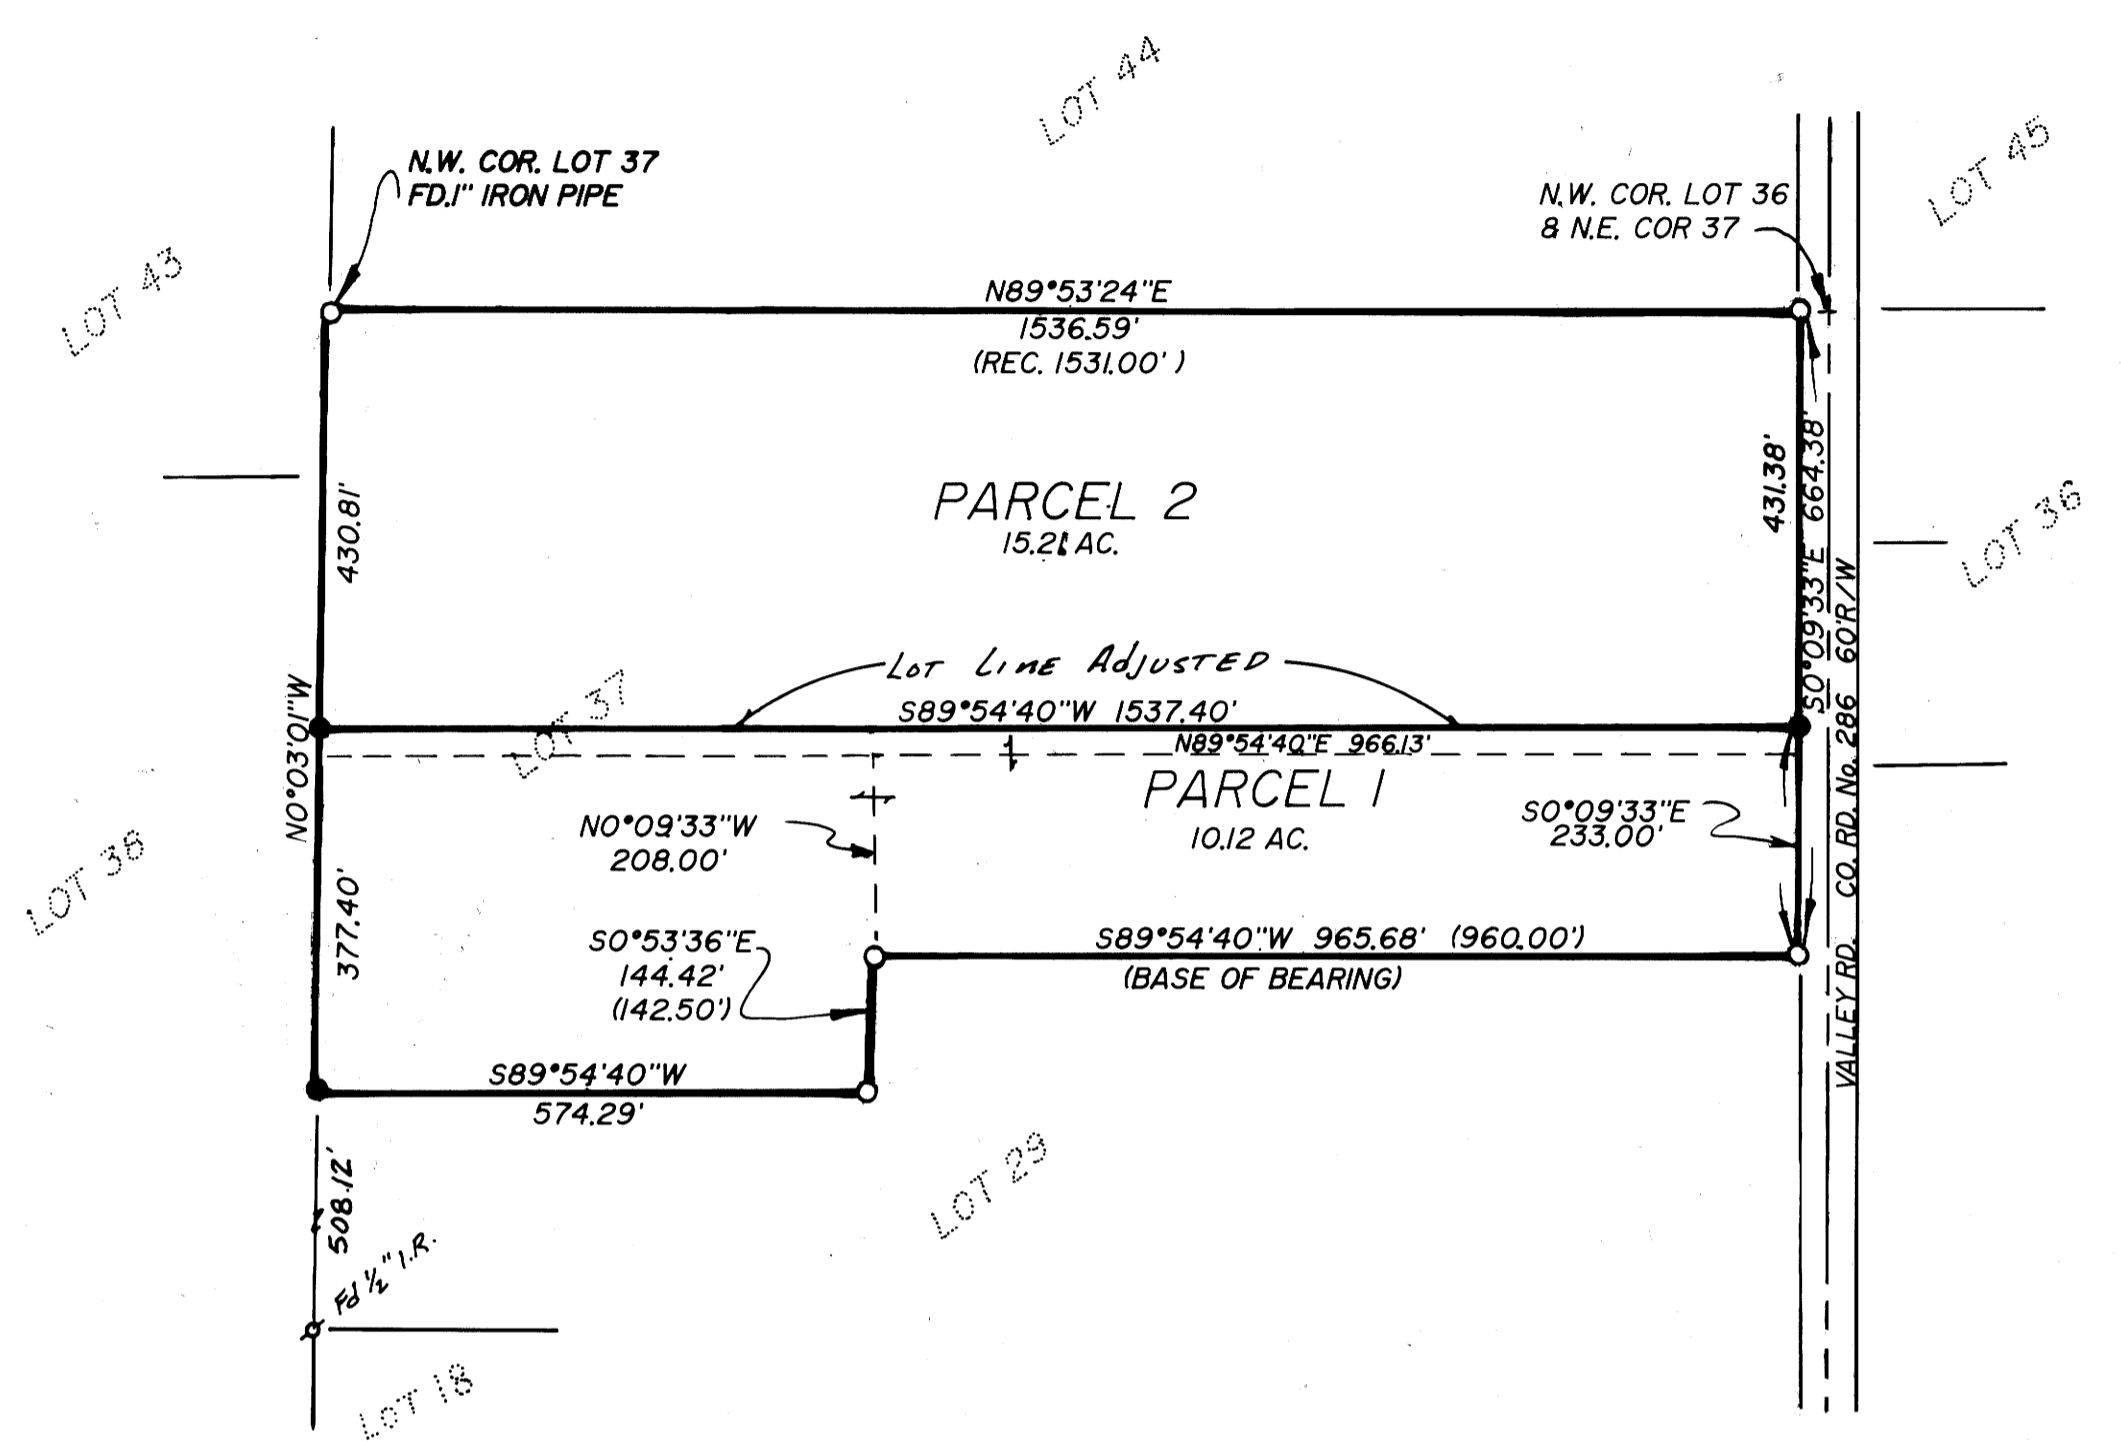 LOT 44
LOT 45
N.W. COR. LOT 37
FD.1" IRON PIPE
N.W. COR. LOT 36
& N.E. COR 37
LOT 43
N89°53'24"E
1536.59'
(REC. 1531.00')
PARCEL 2
15.21 AC.
430.81'
431.38'
S0°09'33"E 664.38'
LOT 36
LOT LINE ADJUSTED
S89°54'40"W 1537.40'
N89°54'40"E 966.13'
LOT 37
N0°03'10"W
PARCEL 1
10.12 AC.
N0°09'33"W
208.00'
S0°09'33"E
233.00'
VALLEY RD. CO. RD. No. 286 60'R/W
LOT 38
377.40'
S0°53'36"E
144.42'
(142.50')
S89°54'40"W 965.68' (960.00')
(BASE OF BEARING)
S89°54'40"W
574.29'
508.12'
Fd ½" I.R.
LOT 29
LOT 18